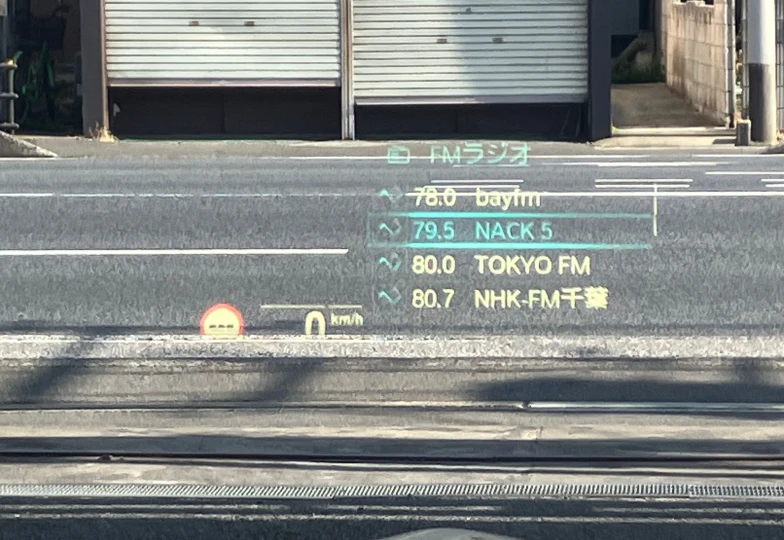 FMラジオ
78.0 bayfm
79.5 NACK 5
80.0 TOKYO FM
80.7 NHK-FM千葉
--- 0 km/h